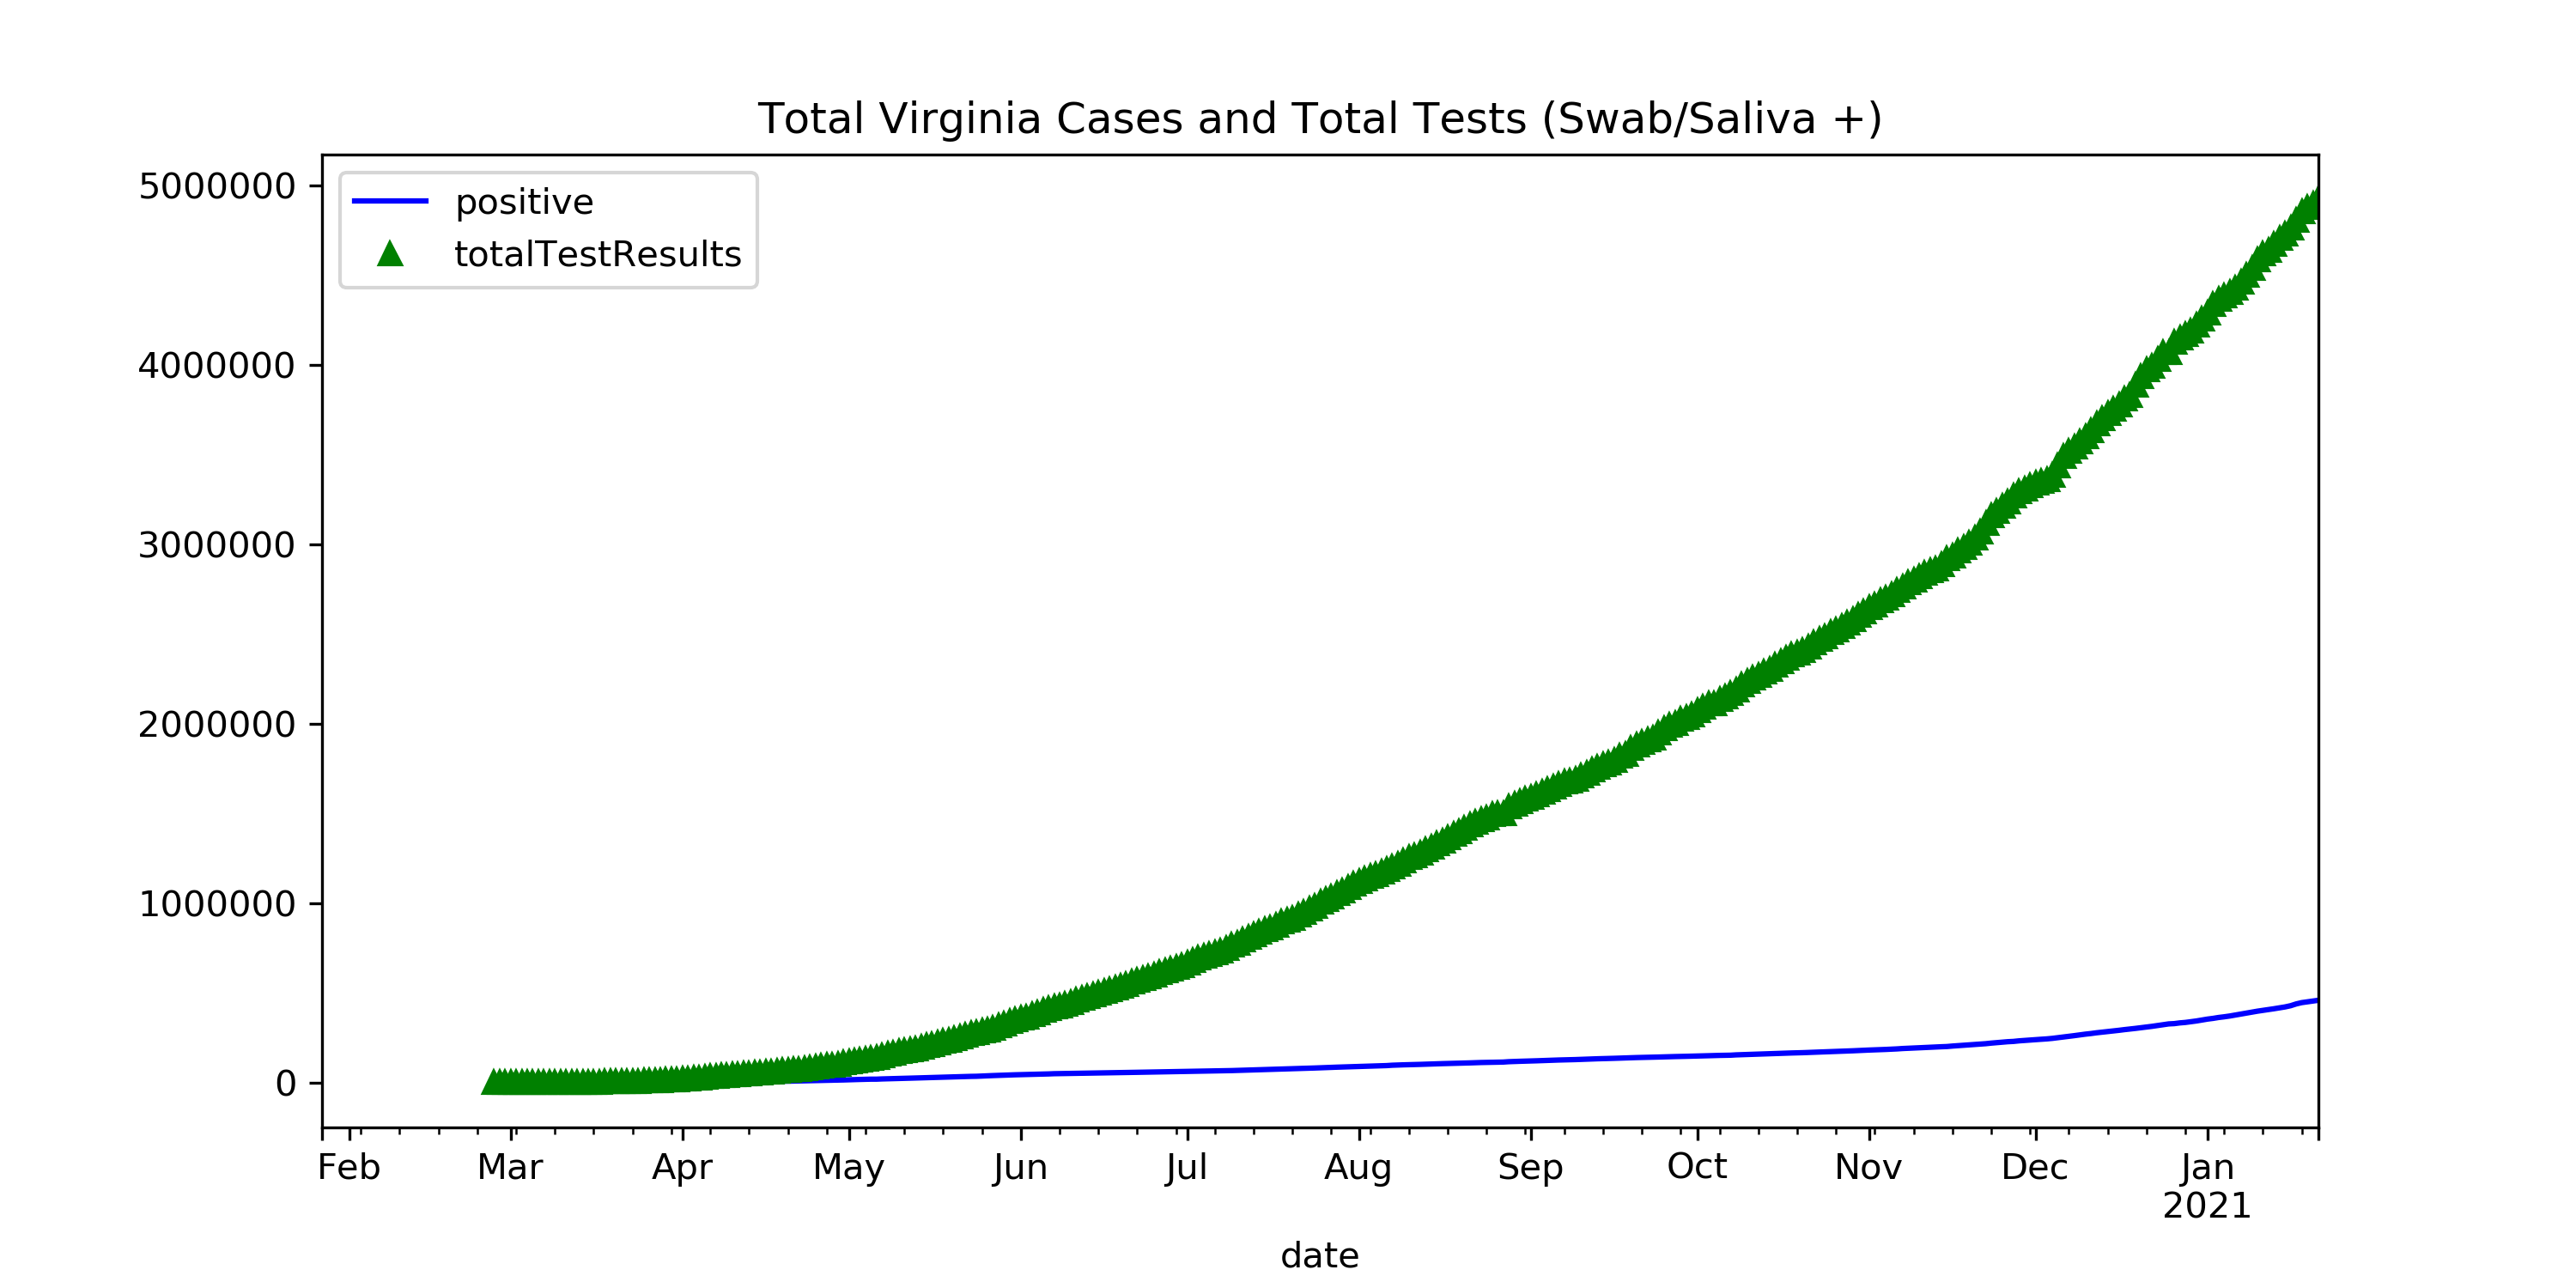 Total Virginia Cases and Total Tests (Swab/Saliva +)
positive
totalTestResults
5000000
4000000
3000000
2000000
1000000
0
Feb Mar Apr May Jun Jul Aug Sep Oct Nov Dec Jan
2021
date